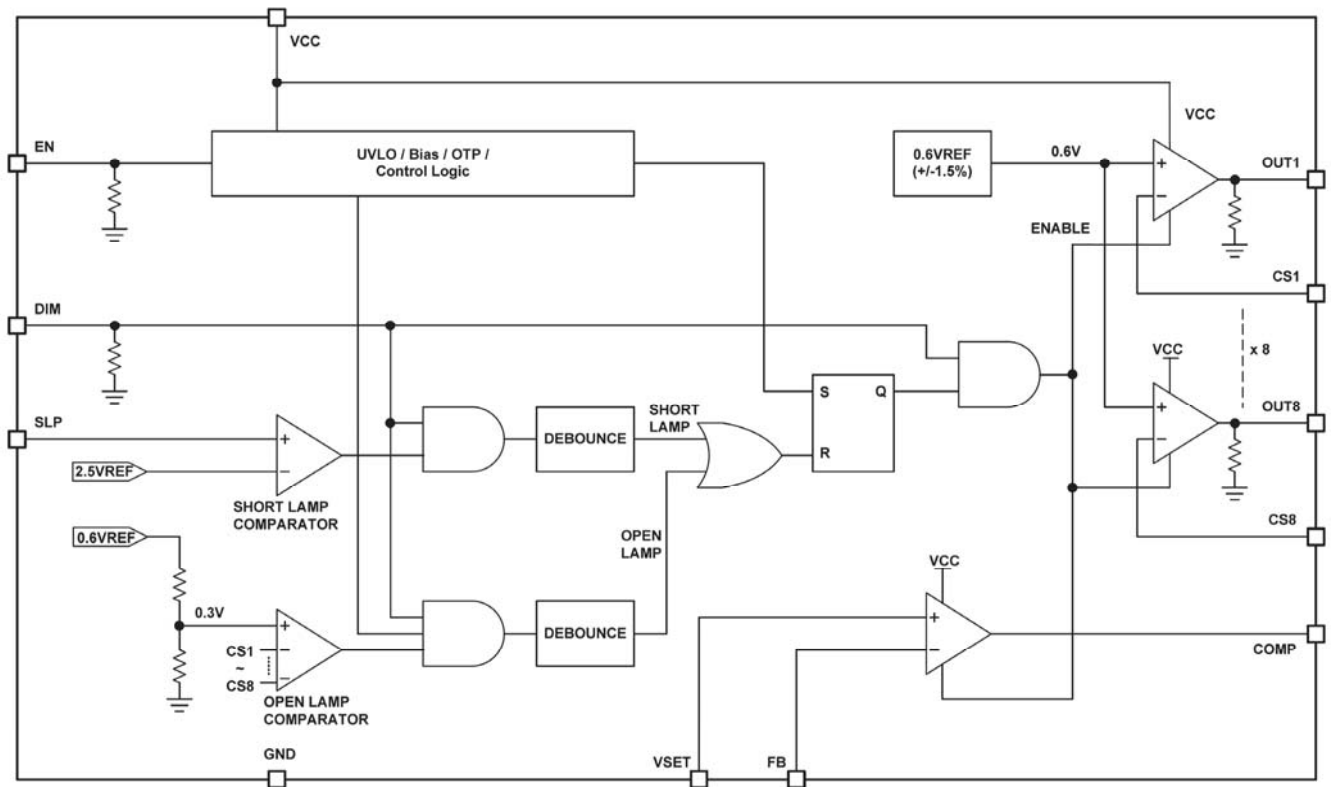 VCC
EN
UVLO / Bias / OTP /
Control Logic
0.6VREF
(+/-1.5%)
0.6V
VCC
+
−
OUT1
ENABLE
CS1
DIM
x 8
VCC
+
−
OUT8
SLP
+
−
2.5VREF
SHORT LAMP
COMPARATOR
DEBOUNCE
SHORT
LAMP
S
Q
R
0.6VREF
OPEN
LAMP
CS8
0.3V
+
CS1
−
~
CS8
−
OPEN LAMP
COMPARATOR
DEBOUNCE
VCC
+
−
COMP
GND
VSET
FB